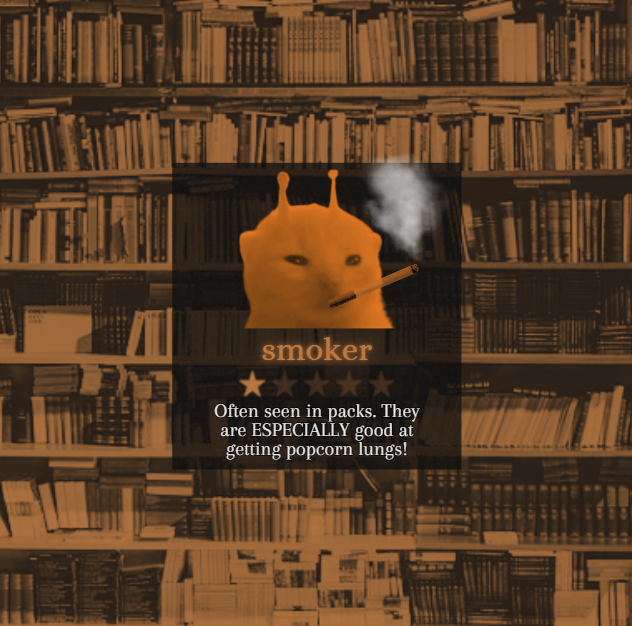 smoker
Often seen in packs. They
are ESPECIALLY good at
getting popcorn lungs!